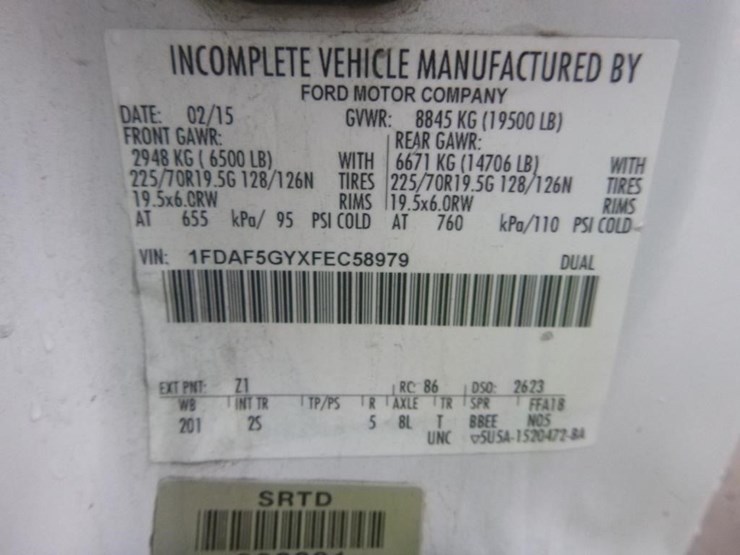 INCOMPLETE VEHICLE MANUFACTURED BY
FORD MOTOR COMPANY
DATE: 02/15 GVWR: 8845 KG (19500 LB)
FRONT GAWR: REAR GAWR:
2948 KG ( 6500 LB) WITH 6671 KG (14706 LB) WITH
225/70R19.5G 128/126N TIRES 225/70R19.5G 128/126N TIRES
19.5x6.0RW RIMS 19.5x6.0RW RIMS
AT 655 kPa/ 95 PSI COLD AT 760 kPa/110 PSI COLD
VIN: 1FDAF5GYXFEC58979 DUAL
EXT PNT: Z1 RC: 86 DSO: 2623
WB INT TR TP/PS R AXLE TR SPR FFA18
201 2S 5 8L T BBEE N05
UNC 5USA-1520472-BA
SRTD